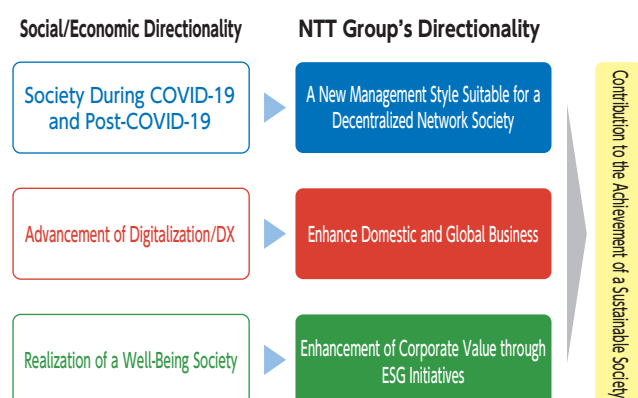 Social/Economic Directionality
NTT Group's Directionality
Society During COVID-19
and Post-COVID-19
A New Management Style Suitable for a
Decentralized Network Society
Advancement of Digitalization/DX
Enhance Domestic and Global Business
Realization of a Well-Being Society
Enhancement of Corporate Value through
ESG Initiatives
Contribution to the Achievement of a Sustainable Society